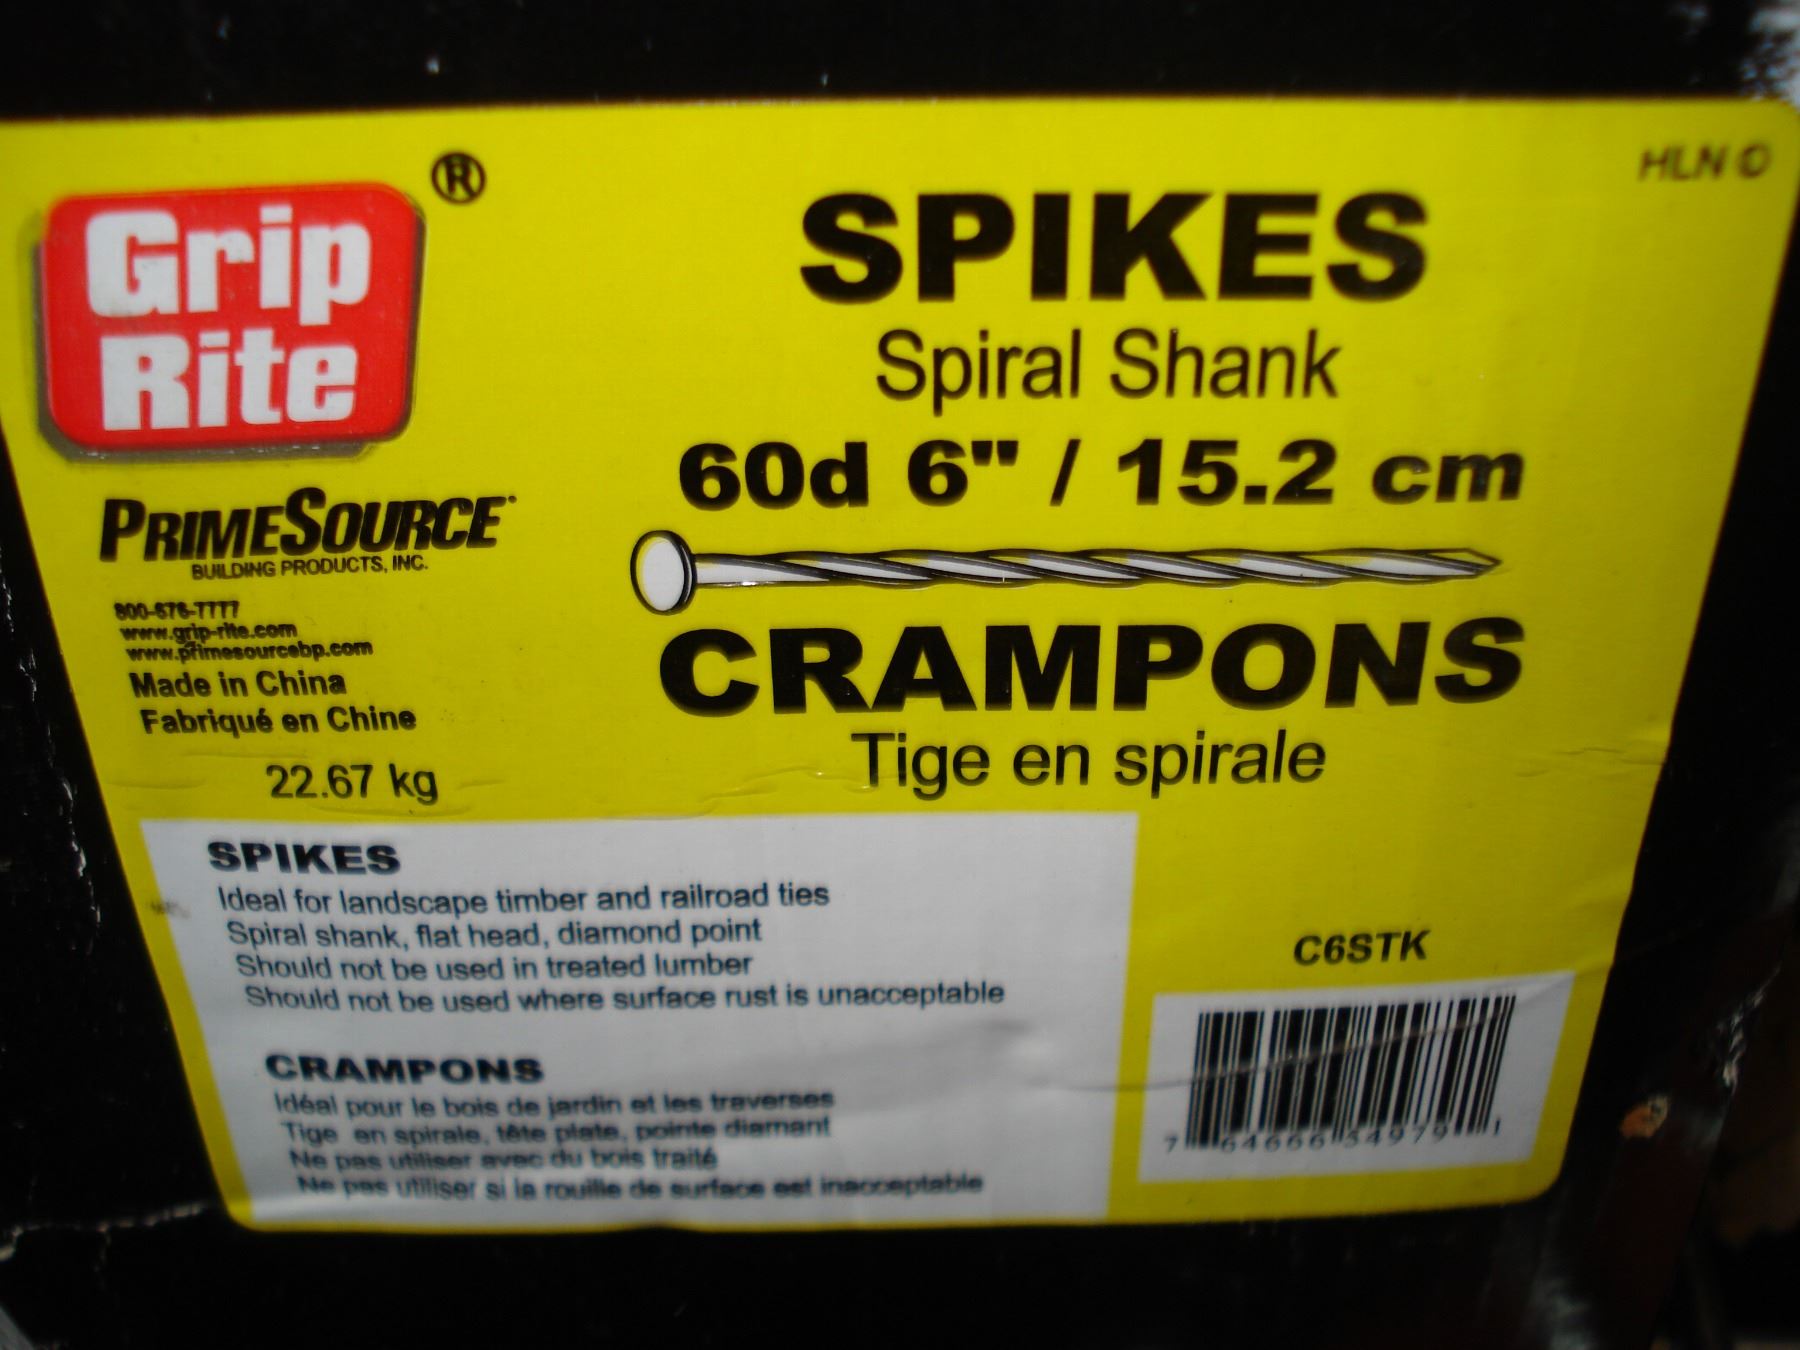 HLN ©
Grip
Rite
®
SPIKES
Spiral Shank
60d 6" / 15.2 cm
PRIMESOURCE
BUILDING PRODUCTS, INC.
800-676-7777
www.grip-rite.com
www.primesourcebp.com
Made in China
Fabriqué en Chine
22.67 kg
CRAMPONS
Tige en spirale
SPIKES
Ideal for landscape timber and railroad ties
Spiral shank, flat head, diamond point
Should not be used in treated lumber
Should not be used where surface rust is unacceptable
CRAMPONS
Idéal pour le bois de jardin et les traverses
Tige en spirale, tête plate, pointe diamant
Ne pas utiliser avec du bois traité
Ne pas utiliser si la rouille de surface est inacceptable
C6STK
7 64666 54979 1